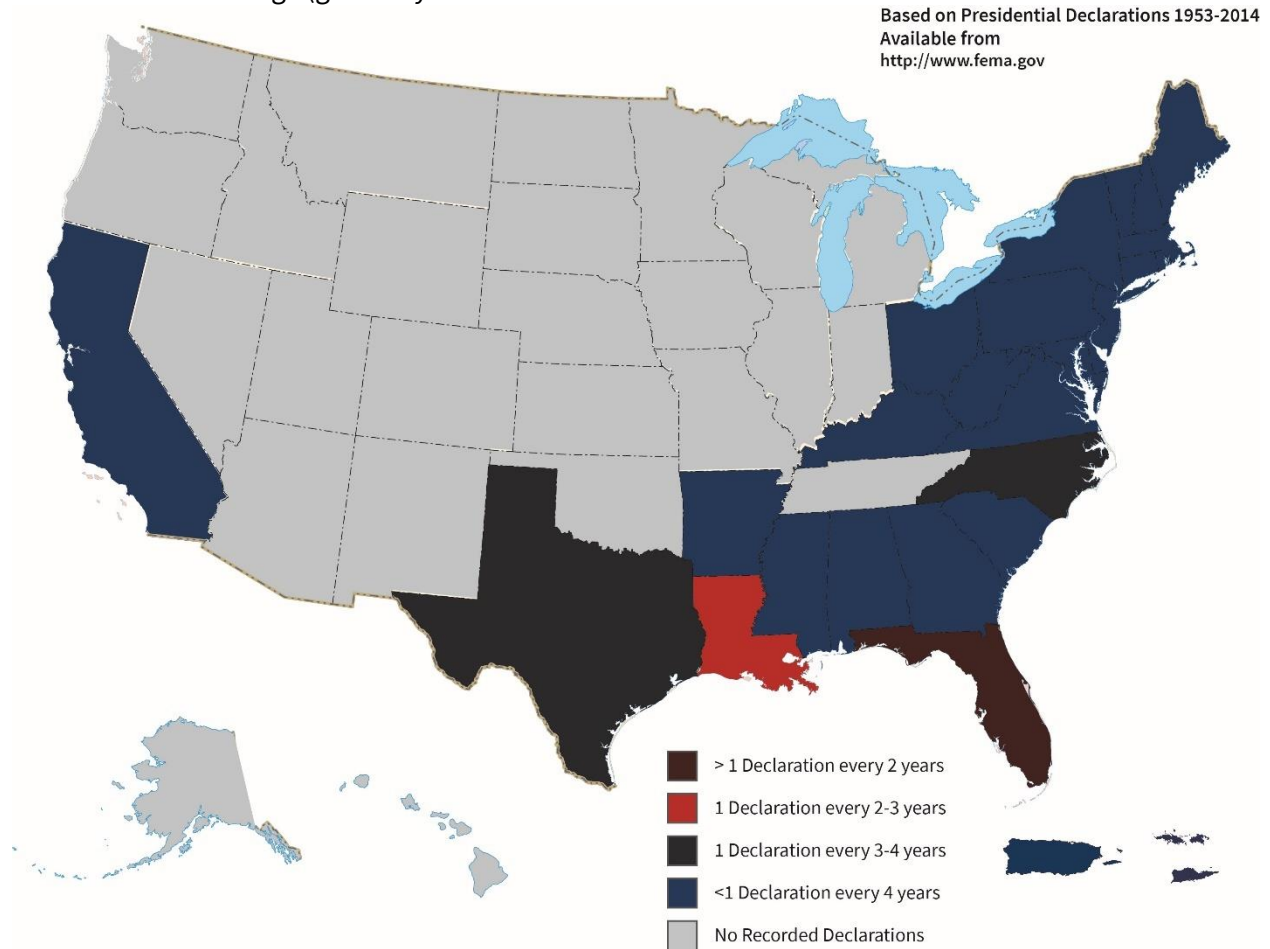 Based on Presidential Declarations 1953-2014
Available from
http://www.fema.gov
> 1 Declaration every 2 years
1 Declaration every 2-3 years
1 Declaration every 3-4 years
<1 Declaration every 4 years
No Recorded Declarations